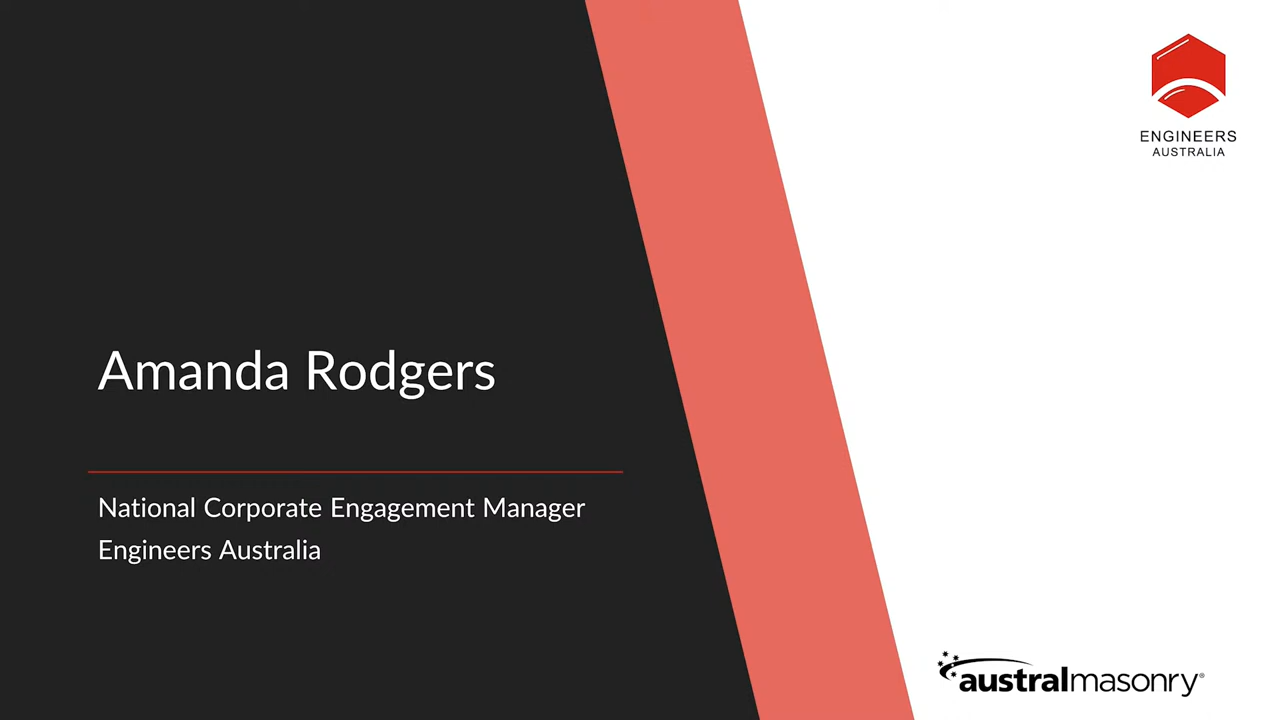 ENGINEERS
AUSTRALIA
Amanda Rodgers
National Corporate Engagement Manager
Engineers Australia
australmasonry®